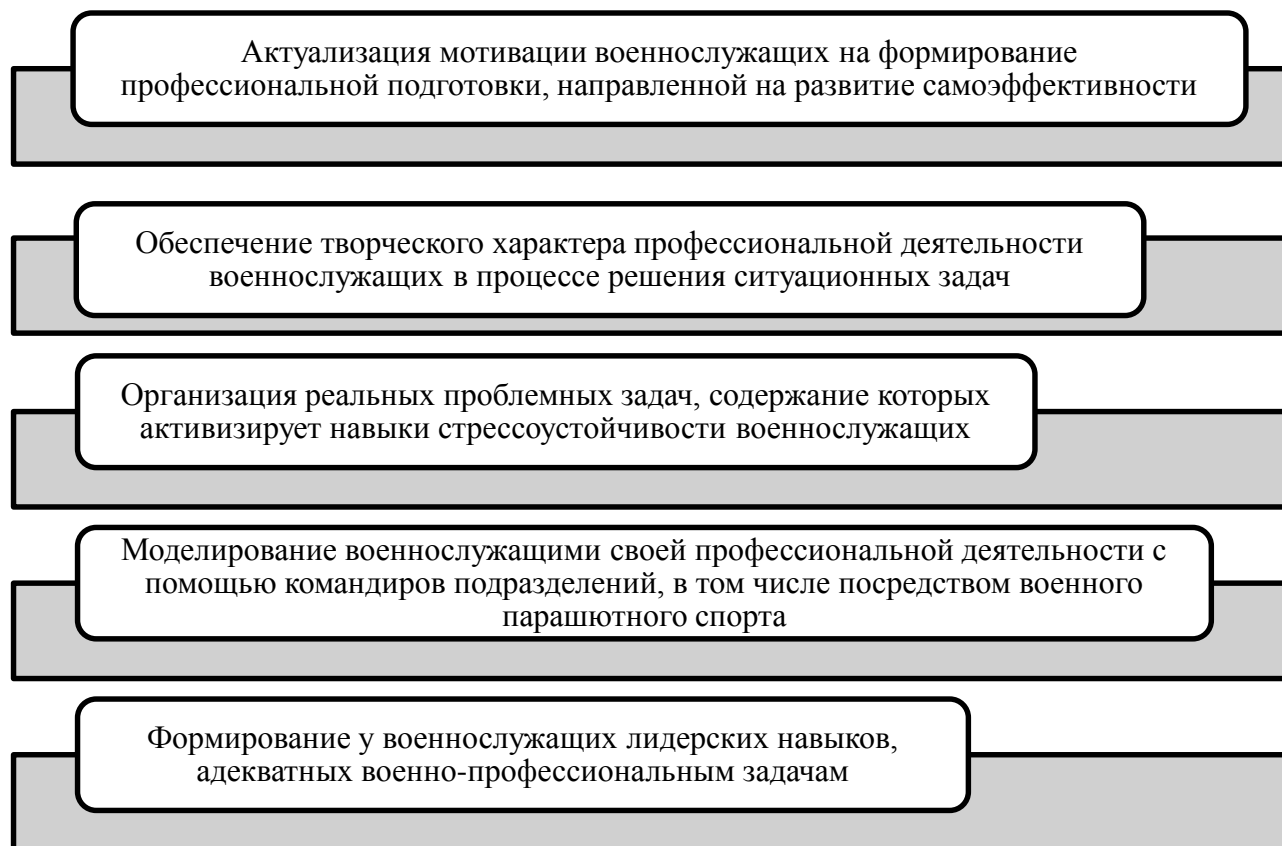 Актуализация мотивации военнослужащих на формирование
профессиональной подготовки, направленной на развитие самоэффективности
Обеспечение творческого характера профессиональной деятельности
военнослужащих в процессе решения ситуационных задач
Организация реальных проблемных задач, содержание которых
активизирует навыки стрессоустойчивости военнослужащих
Моделирование военнослужащими своей профессиональной деятельности с
помощью командиров подразделений, в том числе посредством военного
парашютного спорта
Формирование у военнослужащих лидерских навыков,
адекватных военно-профессиональным задачам